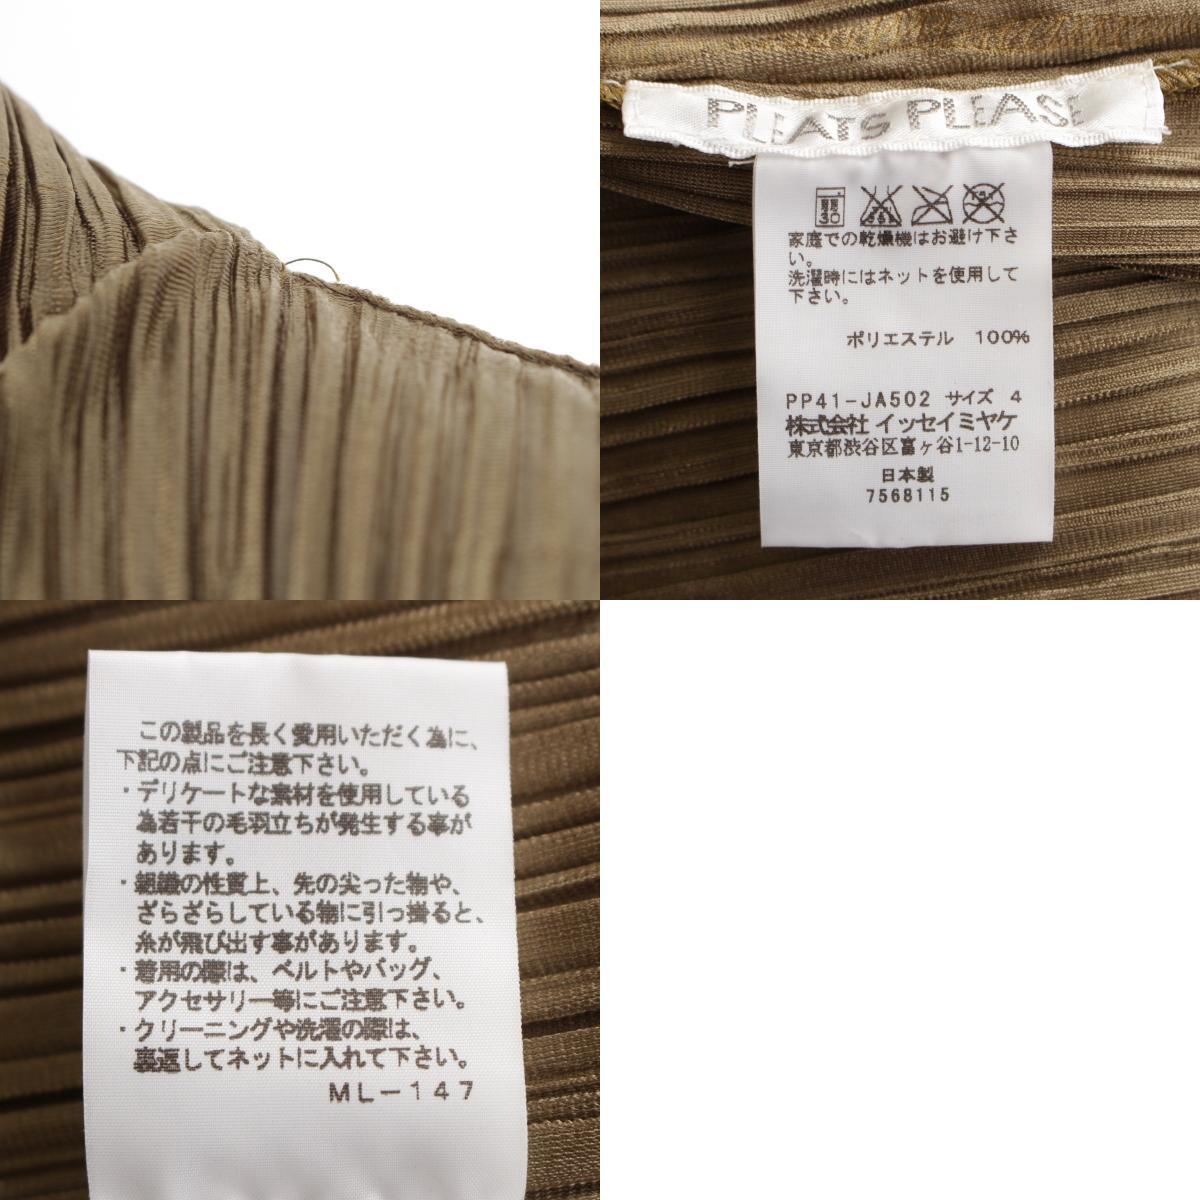 PLEATS PLEASE
30
家庭での乾燥機はお避け下さ
い。
洗濯時にはネットを使用して
下さい。
ポリエステル 100%
PP41-JA502 サイズ 4
株式会社 イッセイミヤケ
東京都渋谷区富ヶ谷1-12-10
日本製
7568115
この製品を長く愛用いただく為に、
下記の点にご注意下さい。
・デリケートな素材を使用している
為若干の毛羽立ちが発生する事が
あります。
・組織の性質上、先の尖った物や、
ざらざらしている物に引っ掛ると、
糸が飛び出す事があります。
・着用の際は、ベルトやバッグ、
アクセサリー等にご注意下さい。
・クリーニングや洗濯の際は、
裏返してネットに入れて下さい。
ML-147